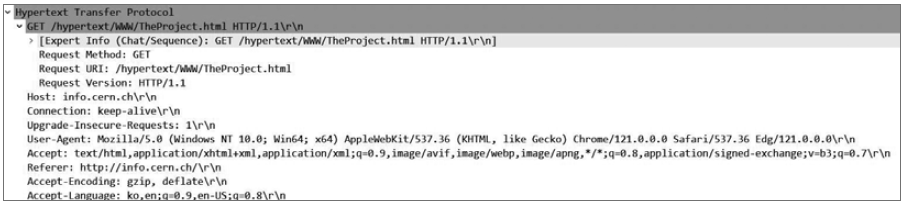 Hypertext Transfer Protocol
GET /hypertext/WWW/TheProject.html HTTP/1.1\r\n
[Expert Info (Chat/Sequence): GET /hypertext/WWW/TheProject.html HTTP/1.1\r\n]
Request Method: GET
Request URI: /hypertext/WWW/TheProject.html
Request Version: HTTP/1.1
Host: info.cern.ch\r\n
Connection: keep-alive\r\n
Upgrade-Insecure-Requests: 1\r\n
User-Agent: Mozilla/5.0 (Windows NT 10.0; Win64; x64) AppleWebKit/537.36 (KHTML, like Gecko) Chrome/121.0.0.0 Safari/537.36 Edg/121.0.0.0\r\n
Accept: text/html,application/xhtml+xml,application/xml;q=0.9,image/avif,image/webp,image/apng,*/*;q=0.8,application/signed-exchange;v=b3;q=0.7\r\n
Referer: http://info.cern.ch/\r\n
Accept-Encoding: gzip, deflate\r\n
Accept-Language: ko,en;q=0.9,en-US;q=0.8\r\n